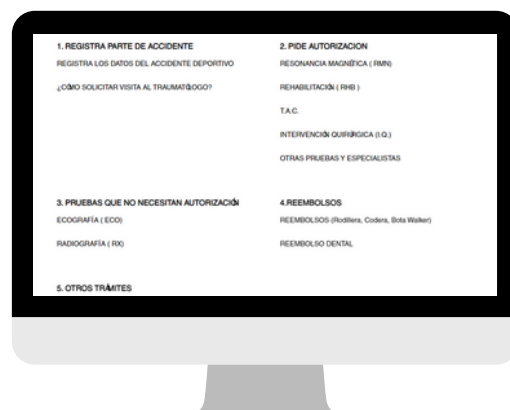 1. REGISTRA PARTE DE ACCIDENTE
REGISTRA LOS DATOS DEL ACCIDENTE DEPORTIVO
¿CÓMO SOLICITAR VISITA AL TRAUMATÓLOGO?
2. PIDE AUTORIZACION
RESONANCIA MAGNÉTICA ( RMN)
REHABILITACIÓN ( RHB )
T.A.C.
INTERVENCIÓN QUIRÚRGICA (I.Q.)
OTRAS PRUEBAS Y ESPECIALISTAS
3. PRUEBAS QUE NO NECESITAN AUTORIZACIÓN
ECOGRAFÍA ( ECO)
RADIOGRAFÍA ( RX)
4.REEMBOLSOS
REEMBOLSOS (Rodillera, Codera, Bota Walker)
REEMBOLSO DENTAL
5. OTROS TRÁMITES